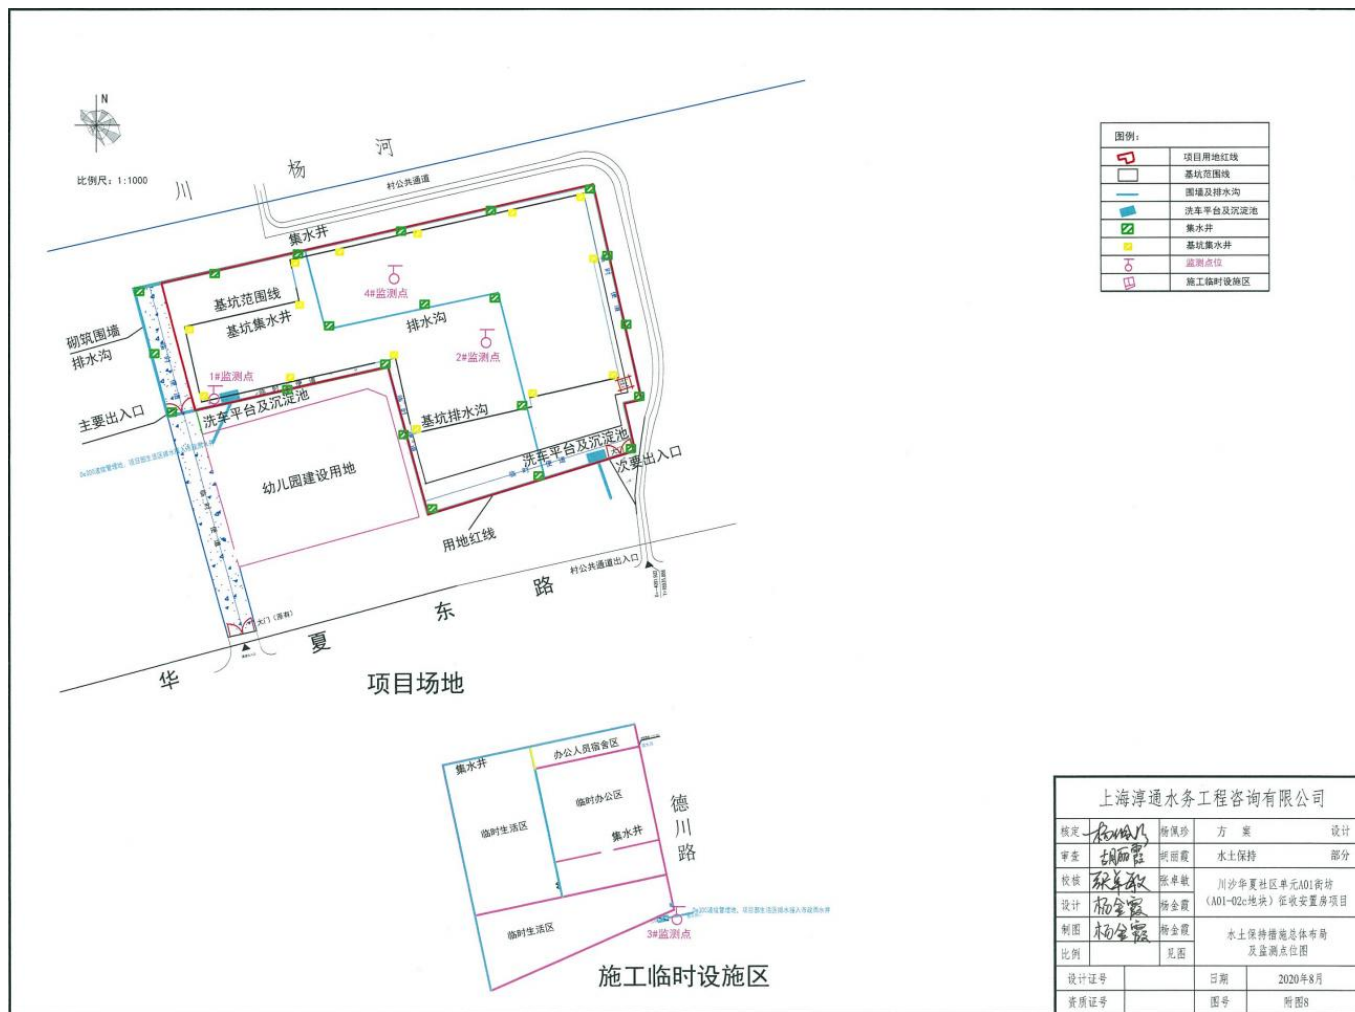 N
比例尺：1:1000
川 杨 河
村公共通道
集水井
基坑范围线
基坑集水井
4#监测点
排水沟
2#监测点
砌筑围墙
排水沟
1#监测点
主要出入口
洗车平台及沉淀池
基坑排水沟
洗车平台及沉淀池
次要出入口
临时便道
幼儿园建设用地
用地红线
村公共通道出入口
大门（原有）
华 夏 东 路
项目场地
图例：
项目用地红线
基坑范围线
围墙及排水沟
洗车平台及沉淀池
集水井
基坑集水井
监测点位
施工临时设施区
集水井
办公人员宿舍区
临时办公区
临时生活区
集水井
德川路
临时生活区
3#监测点
施工临时设施区
上海淳通水务工程咨询有限公司
核定 杨佩珍 方案 设计
审查 胡丽霞 水土保持 部分
校核 张卓敏 川沙华夏社区单元A01街坊
（A01-02c地块）征收安置房项目
设计 杨金霞
制图 杨金霞 水土保持措施总体布局
及监测点位图
比例 见图
设计证号 日期 2020年8月
资质证号 图号 附图8